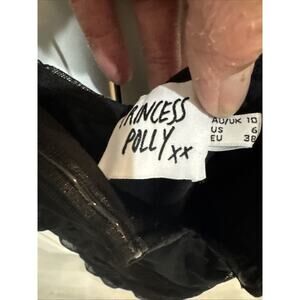 PRINCESS
POLLY xx
AU/UK 10
US 6
EU 38